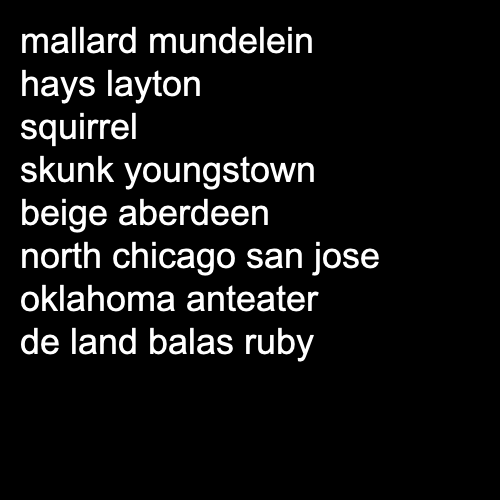 mallard mundelein
hays layton
squirrel
skunk youngstown
beige aberdeen
north chicago san jose
oklahoma anteater
de land balas ruby